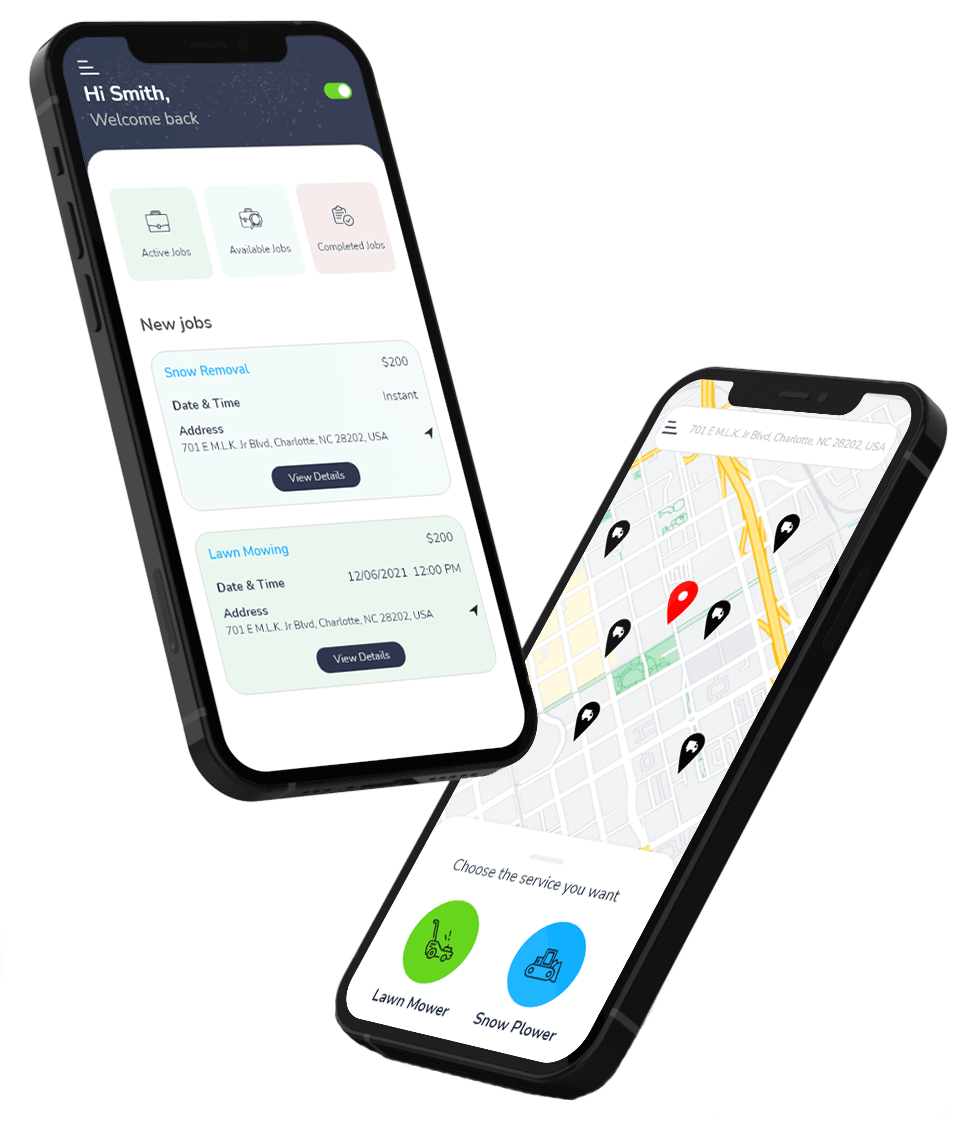 Hi Smith,
Welcome back
Active Jobs
Available Jobs
Completed Jobs
New jobs
Snow Removal
$200
Date & Time
Instant
Address
701 E M.L.K. Jr Blvd, Charlotte, NC 28202, USA
View Details
Lawn Mowing
$200
Date & Time
12/06/2021 12:00 PM
Address
701 E M.L.K. Jr Blvd, Charlotte, NC 28202, USA
View Details
701 E M.L.K. Jr Blvd, Charlotte, NC 28202, USA
Choose the service you want
Lawn Mower
Snow Plower